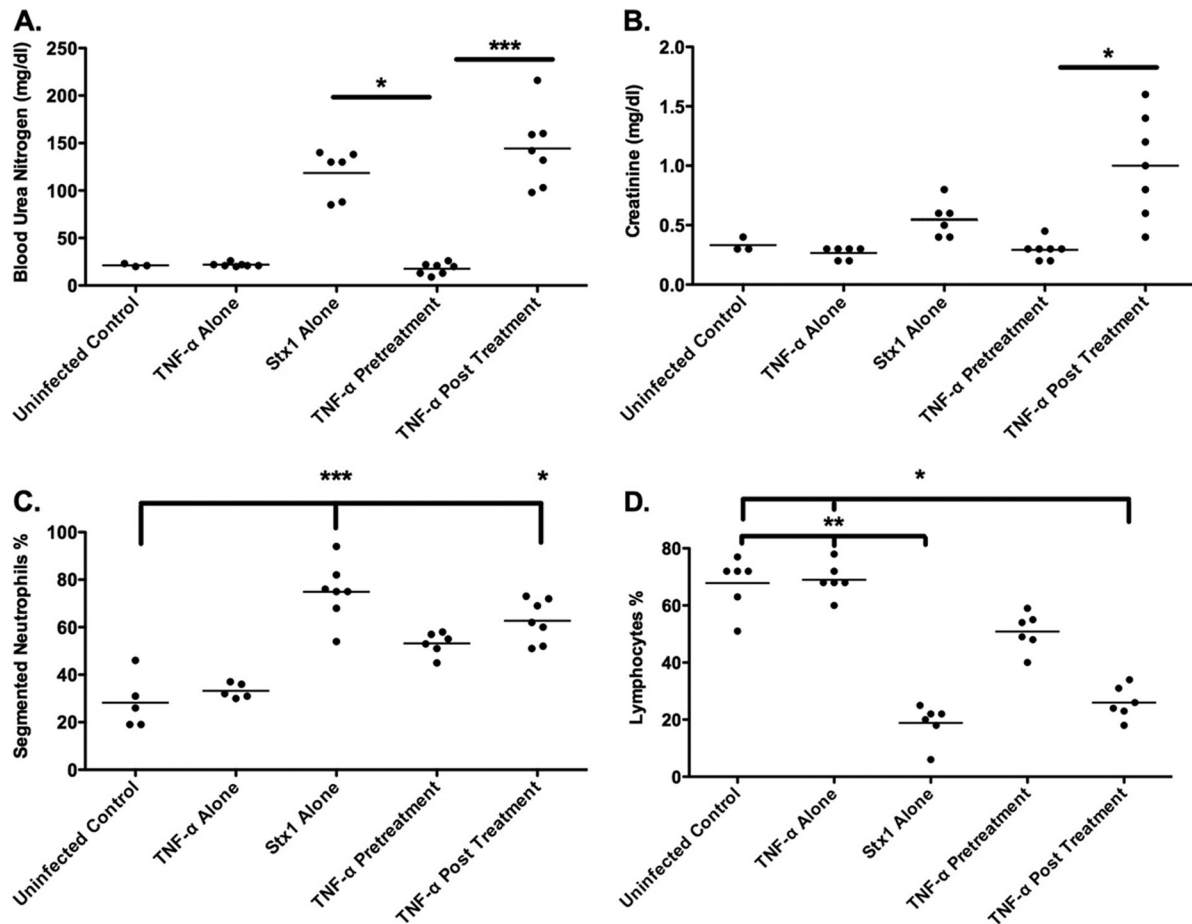 A.
Blood Urea Nitrogen (mg/dl)
250
200
150
100
50
0
*
***
Uninfected Control
TNF-α Alone
Stx1 Alone
TNF-α Pretreatment
TNF-α Post Treatment
B.
Creatinine (mg/dl)
2.0
1.5
1.0
0.5
0.0
*
Uninfected Control
TNF-α Alone
Stx1 Alone
TNF-α Pretreatment
TNF-α Post Treatment
C.
Segmented Neutrophils %
100
80
60
40
20
0
***
*
Uninfected Control
TNF-α Alone
Stx1 Alone
TNF-α Pretreatment
TNF-α Post Treatment
D.
Lymphocytes %
80
60
40
20
0
*
**
Uninfected Control
TNF-α Alone
Stx1 Alone
TNF-α Pretreatment
TNF-α Post Treatment